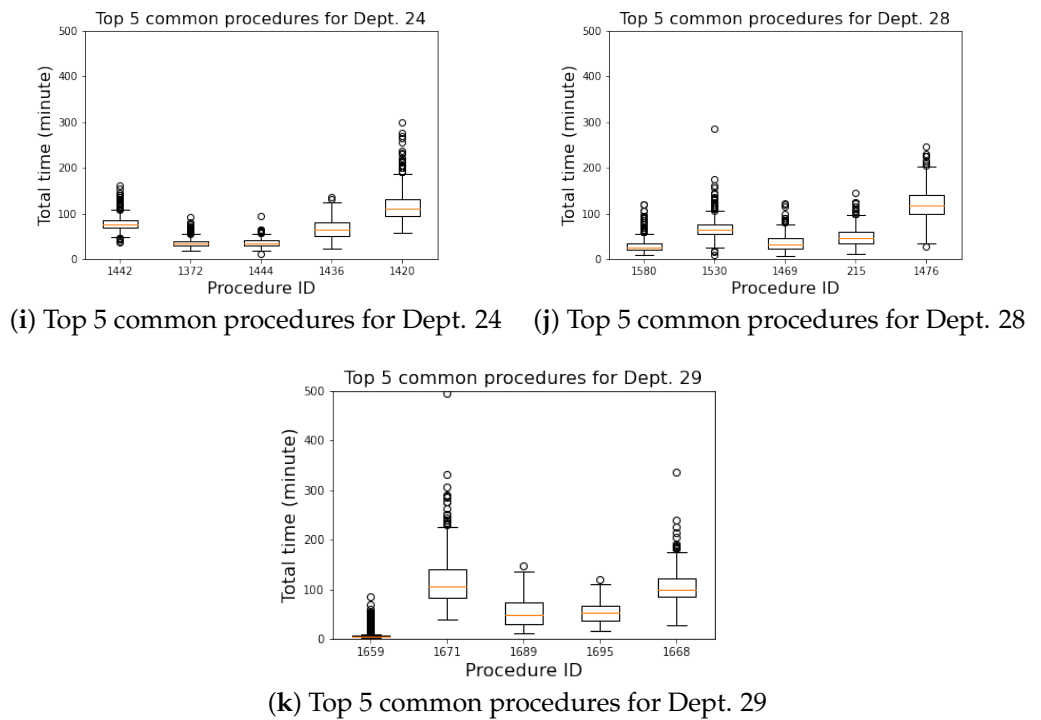 Top 5 common procedures for Dept. 24
Total time (minute)
500
400
300
200
100
0
1442 1372 1444 1436 1420
Procedure ID
(i) Top 5 common procedures for Dept. 24
Top 5 common procedures for Dept. 28
Total time (minute)
500
400
300
200
100
0
1580 1530 1469 215 1476
Procedure ID
(j) Top 5 common procedures for Dept. 28
Top 5 common procedures for Dept. 29
Total time (minute)
500
400
300
200
100
0
1659 1671 1689 1695 1668
Procedure ID
(k) Top 5 common procedures for Dept. 29